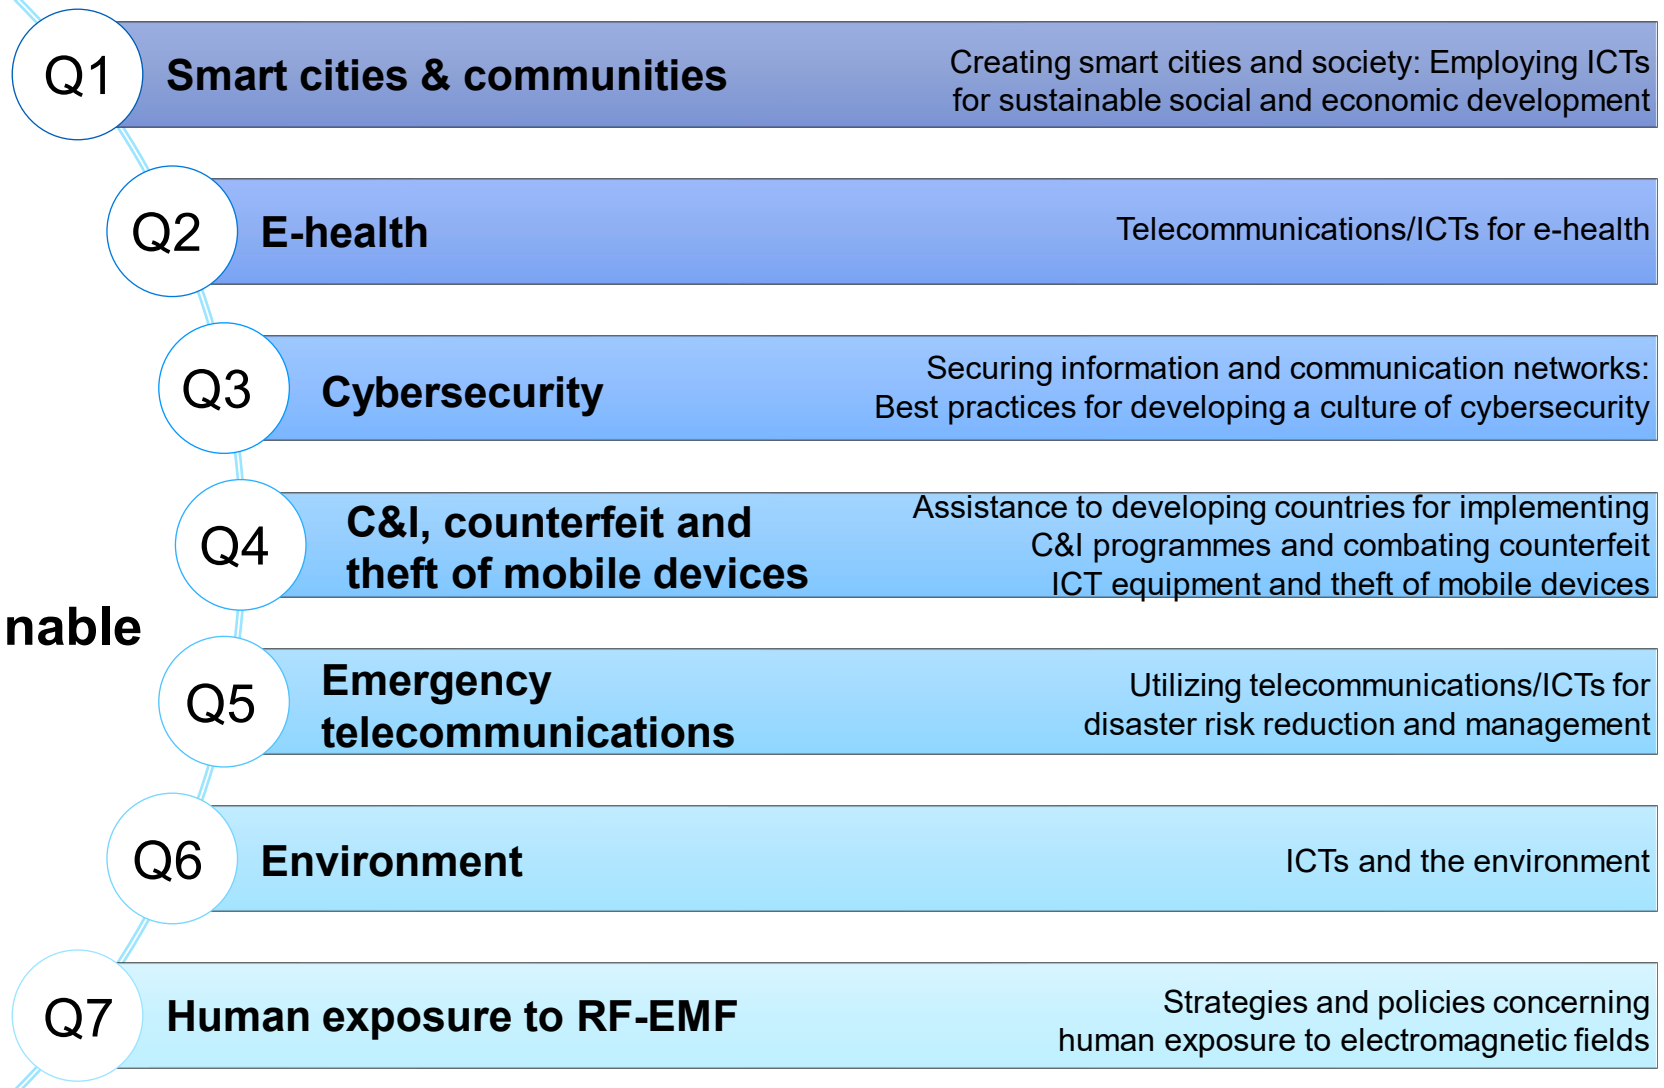 Q1
Smart cities & communities
Creating smart cities and society: Employing ICTs
for sustainable social and economic development
Q2
E-health
Telecommunications/ICTs for e-health
Q3
Cybersecurity
Securing information and communication networks:
Best practices for developing a culture of cybersecurity
Q4
C&I, counterfeit and
theft of mobile devices
Assistance to developing countries for implementing
C&I programmes and combating counterfeit
ICT equipment and theft of mobile devices
nable
Q5
Emergency
telecommunications
Utilizing telecommunications/ICTs for
disaster risk reduction and management
Q6
Environment
ICTs and the environment
Q7
Human exposure to RF-EMF
Strategies and policies concerning
human exposure to electromagnetic fields